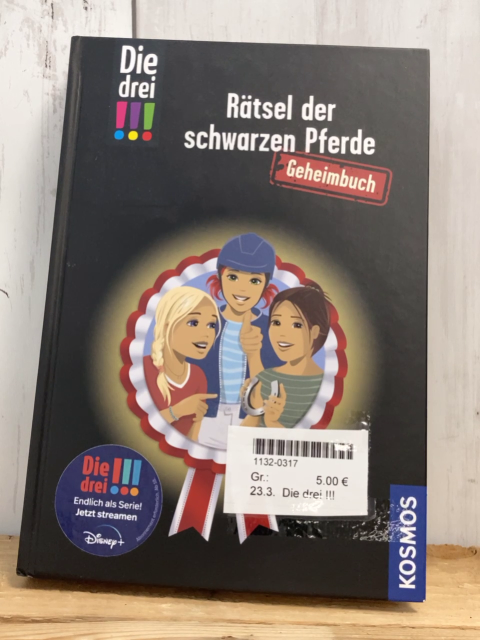 Die
drei
!!!
Rätsel der
schwarzen Pferde
Geheimbuch
1132-0317
Gr.: 5.00 €
23.3. Die drei !!!
Die
drei !!!
Endlich als Serie!
Jetzt streamen
Disney+
KOSMOS